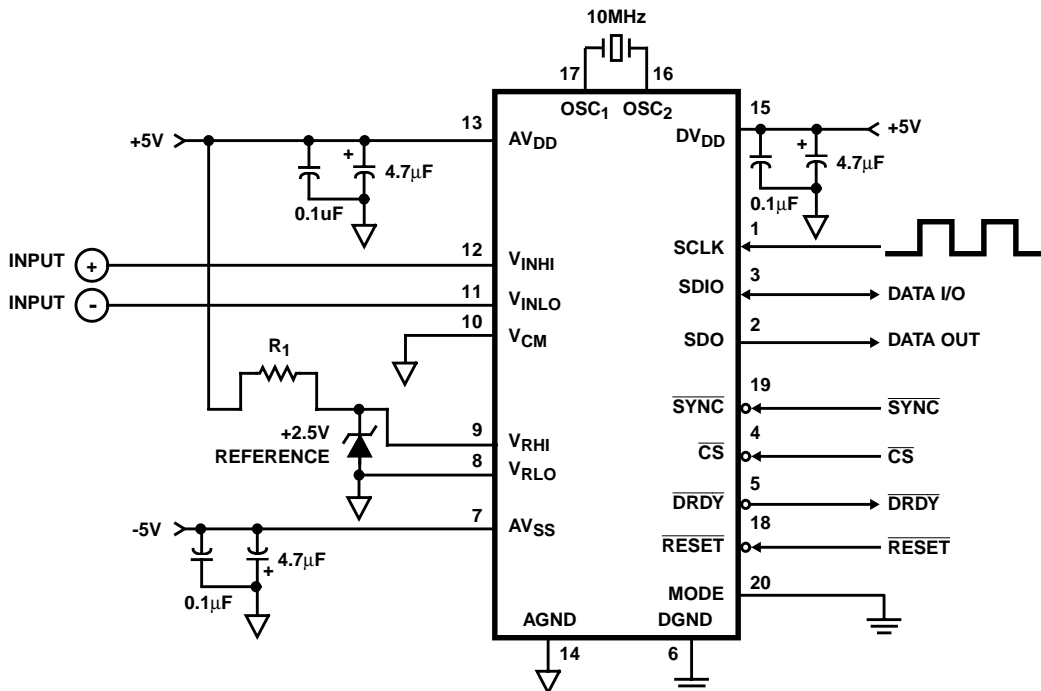 10MHz
17
16
OSC1
OSC2
13
15
+5V
AVDD
DVDD
+5V
+
4.7μF
0.1uF
+
4.7μF
0.1μF
1
SCLK
INPUT
+
12
VINHI
3
SDIO
DATA I/O
INPUT
-
11
VINLO
10
VCM
2
SDO
DATA OUT
R1
19
SYNC
SYNC
+2.5V
REFERENCE
9
VRHI
4
CS
CS
8
VRLO
5
DRDY
DRDY
-5V
7
AVSS
18
RESET
RESET
4.7μF
+
0.1μF
20
MODE
AGND
DGND
14
6